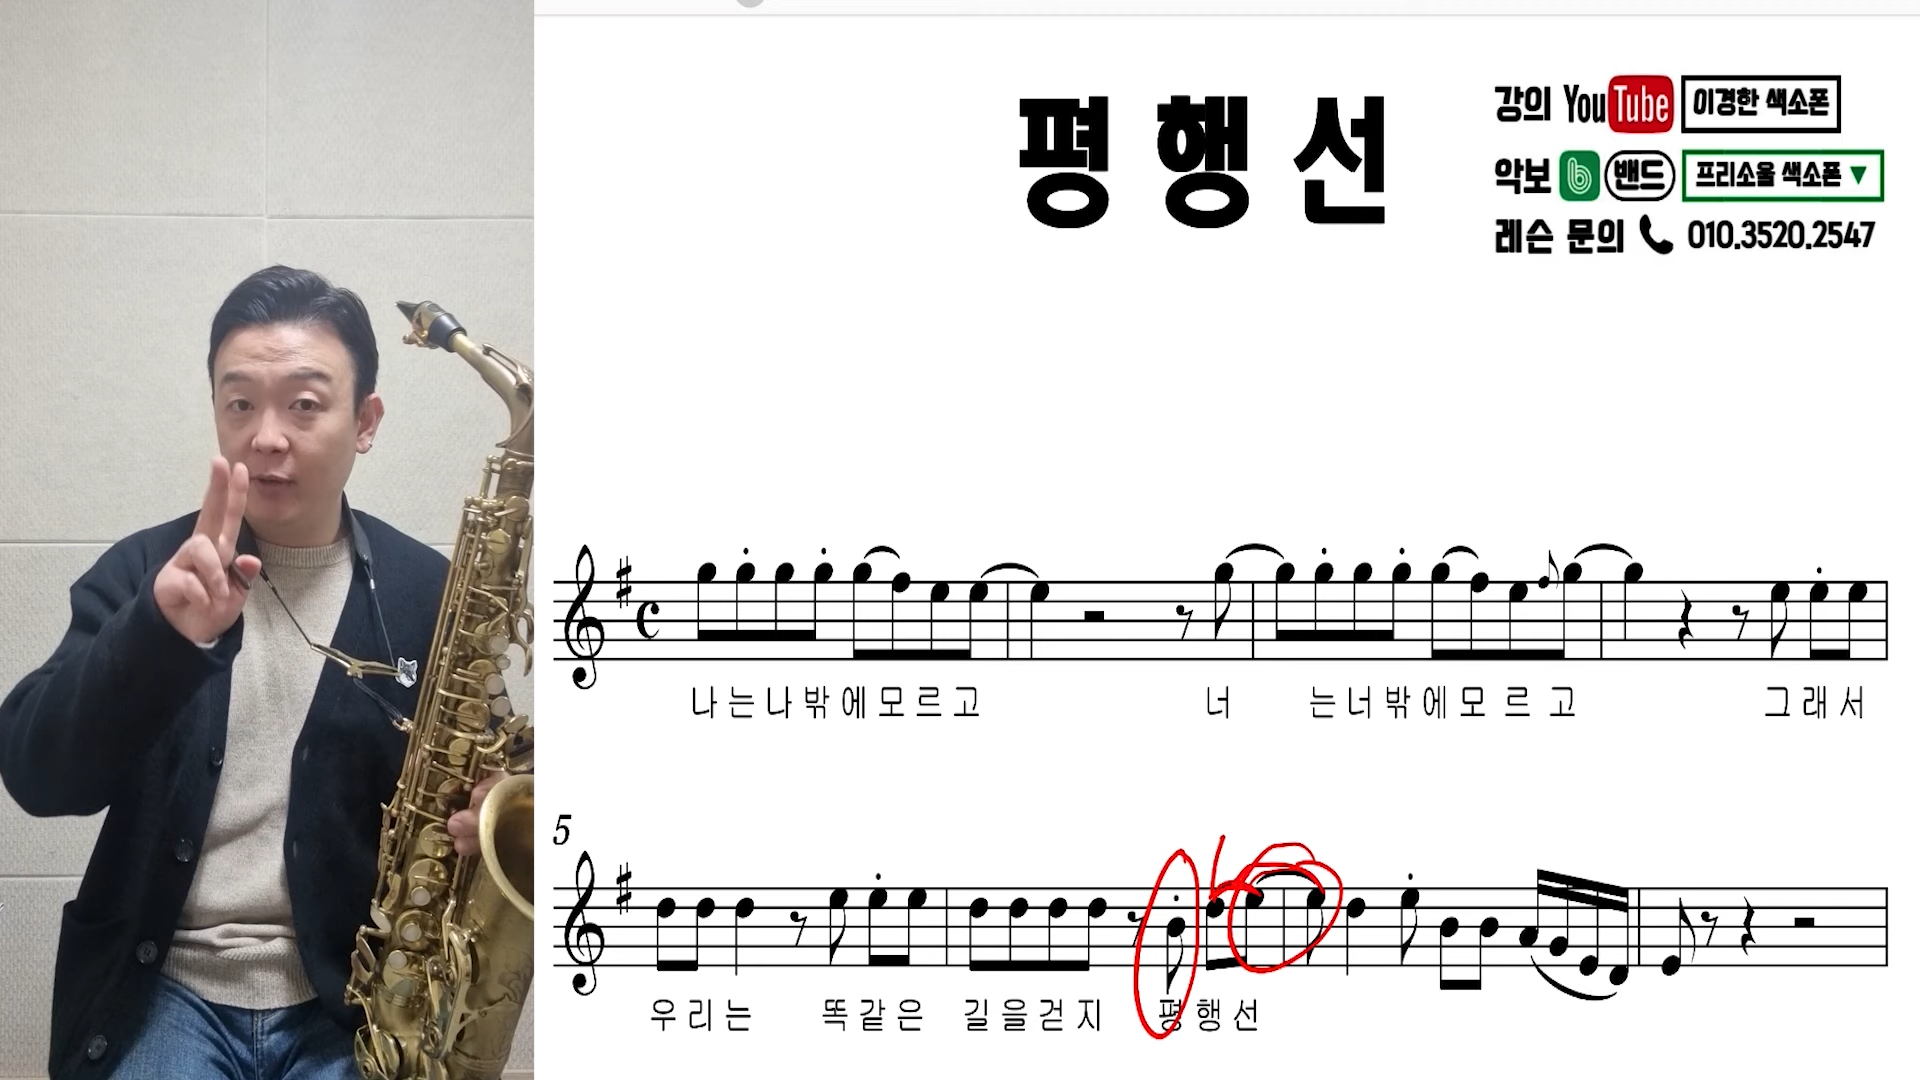 평행선
강의 YouTube 이경한 색소폰
악보 밴드 프리소울 색소폰 ▼
레슨 문의 010.3520.2547
나는나밖에모르고 너 는너밖에모르고 그래서
5
우리는 똑같은 길을걷지 평행선